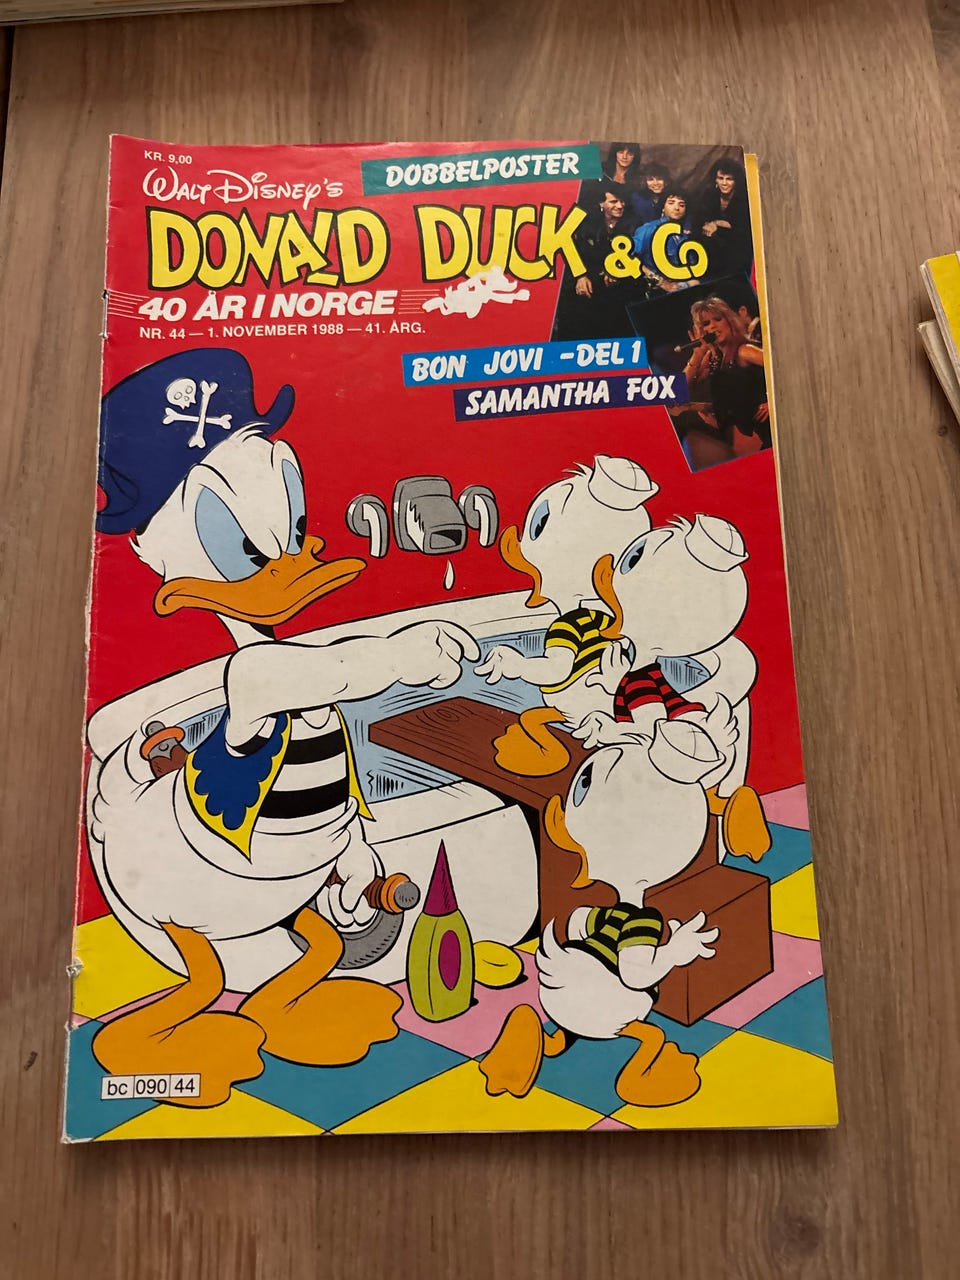 KR. 9,00
WALT DISNEY'S
DOBBELPOSTER
DONALD DUCK & Co
40 ÅR I NORGE
NR. 44 — 1. NOVEMBER 1988 — 41. ÅRG.
BON JOVI - DEL 1
SAMANTHA FOX
bc 090 44